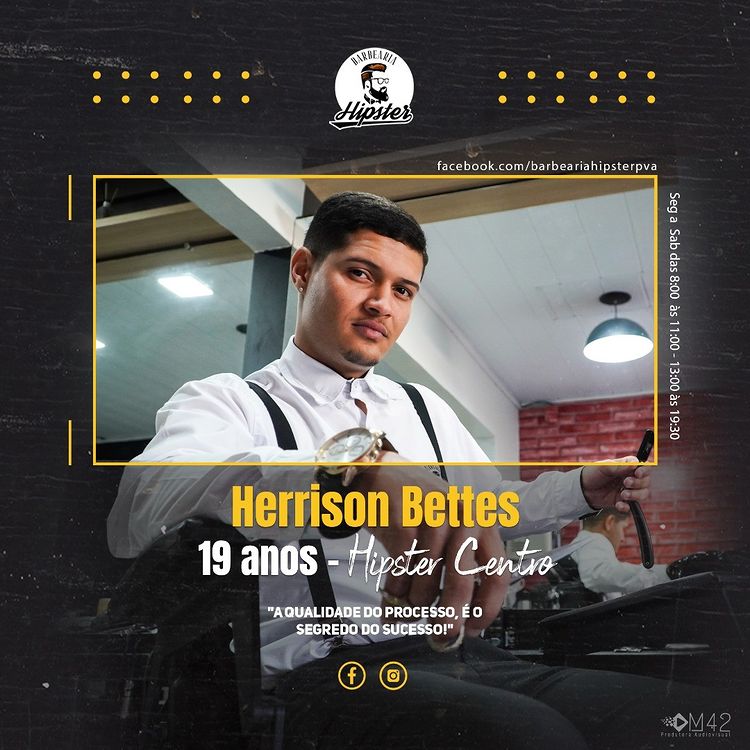 BARBEARIA
Hipster
facebook.com/barbeariahipsterpva
Seg a Sab das 8:00 às 11:00 - 13:00 às 19:30
Herrison Bettes
19 anos - Hipster Centro
"A QUALIDADE DO PROCESSO, É O
SEGREDO DO SUCESSO!"
M42
Produtora Audiovisual